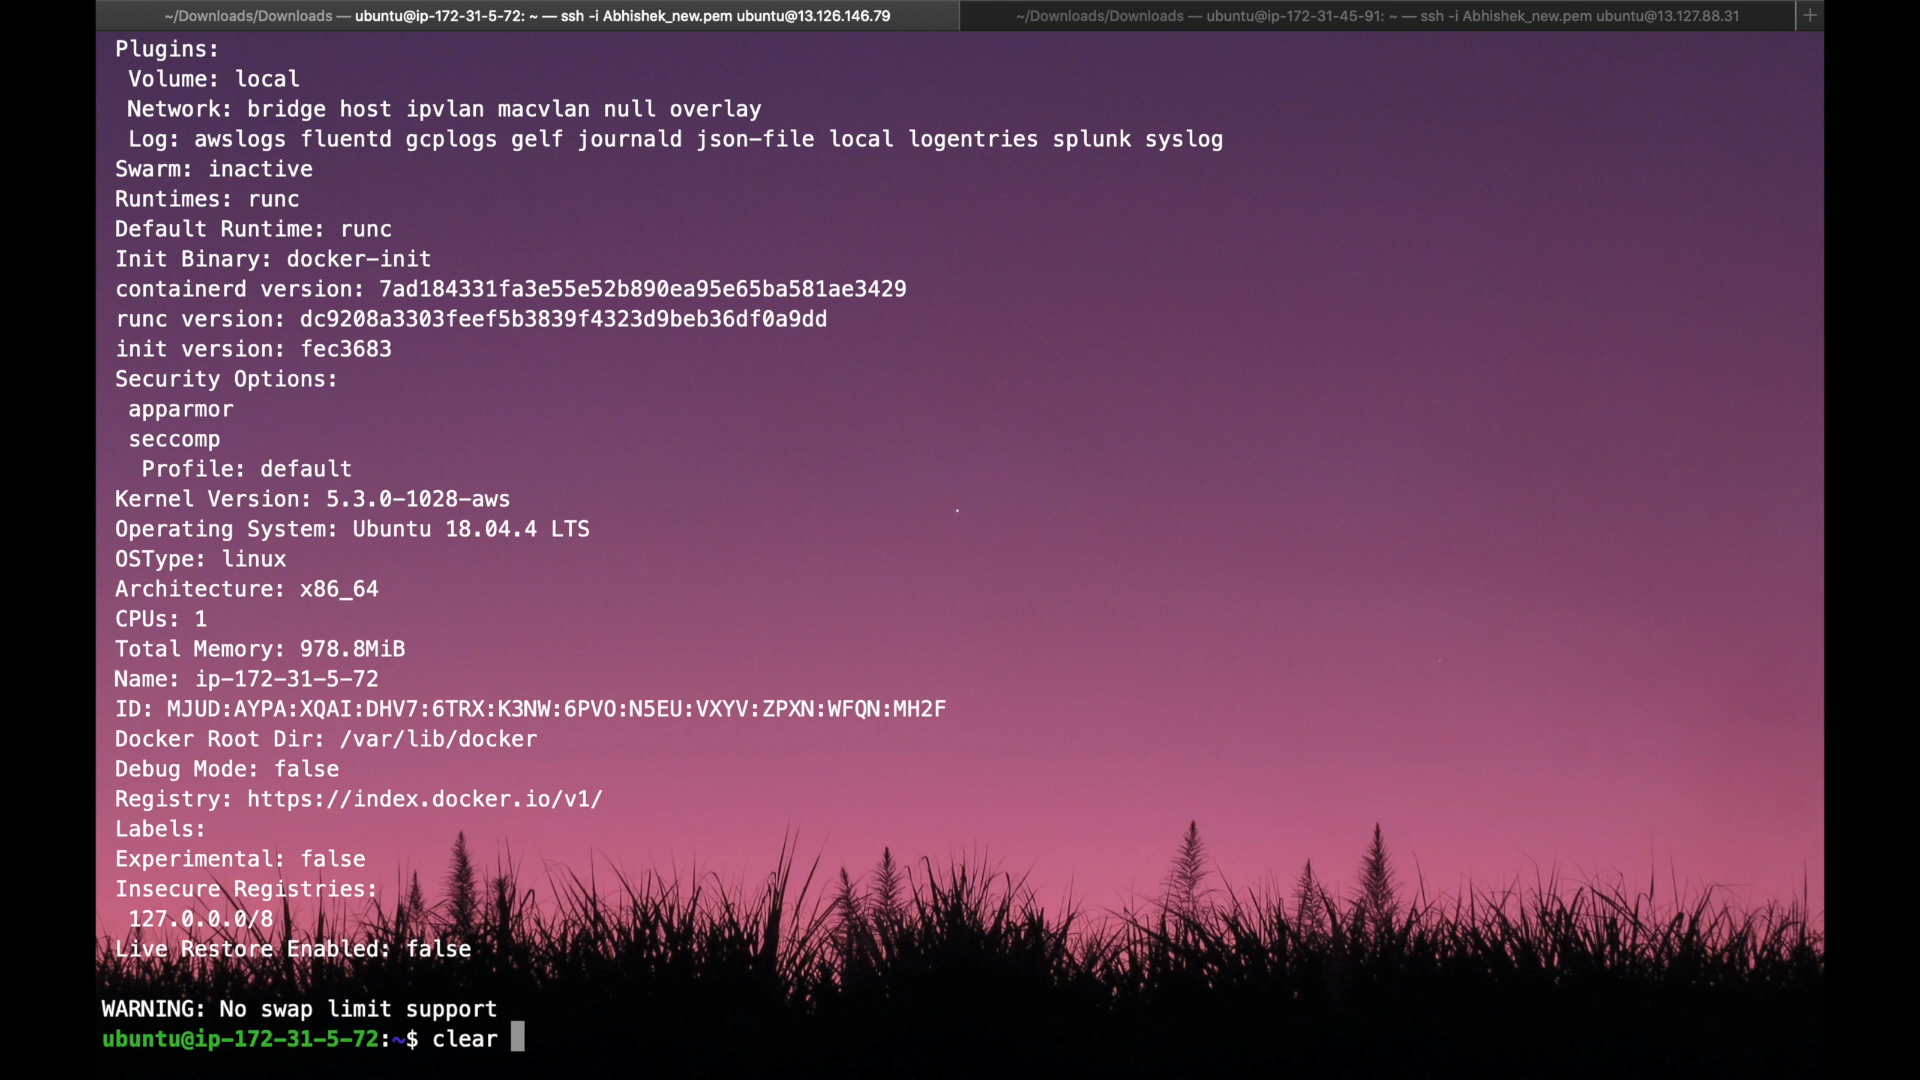 ~/Downloads/Downloads — ubuntu@ip-172-31-5-72: ~ — ssh -i Abhishek_new.pem ubuntu@13.126.146.79
~/Downloads/Downloads — ubuntu@ip-172-31-45-91: ~ — ssh -i Abhishek_new.pem ubuntu@13.127.88.31
+
Plugins:
Volume: local
Network: bridge host ipvlan macvlan null overlay
Log: awslogs fluentd gcplogs gelf journald json-file local logentries splunk syslog
Swarm: inactive
Runtimes: runc
Default Runtime: runc
Init Binary: docker-init
containerd version: 7ad184331fa3e55e52b890ea95e65ba581ae3429
runc version: dc9208a3303feef5b3839f4323d9beb36df0a9dd
init version: fec3683
Security Options:
apparmor
seccomp
Profile: default
Kernel Version: 5.3.0-1028-aws
Operating System: Ubuntu 18.04.4 LTS
OSType: linux
Architecture: x86_64
CPUs: 1
Total Memory: 978.8MiB
Name: ip-172-31-5-72
ID: MJUD:AYPA:XQAI:DHV7:6TRX:K3NW:6PVO:N5EU:VXYV:ZPXN:WFQN:MH2F
Docker Root Dir: /var/lib/docker
Debug Mode: false
Registry: https://index.docker.io/v1/
Labels:
Experimental: false
Insecure Registries:
127.0.0.0/8
Live Restore Enabled: false
WARNING: No swap limit support
ubuntu@ip-172-31-5-72:~$ clear